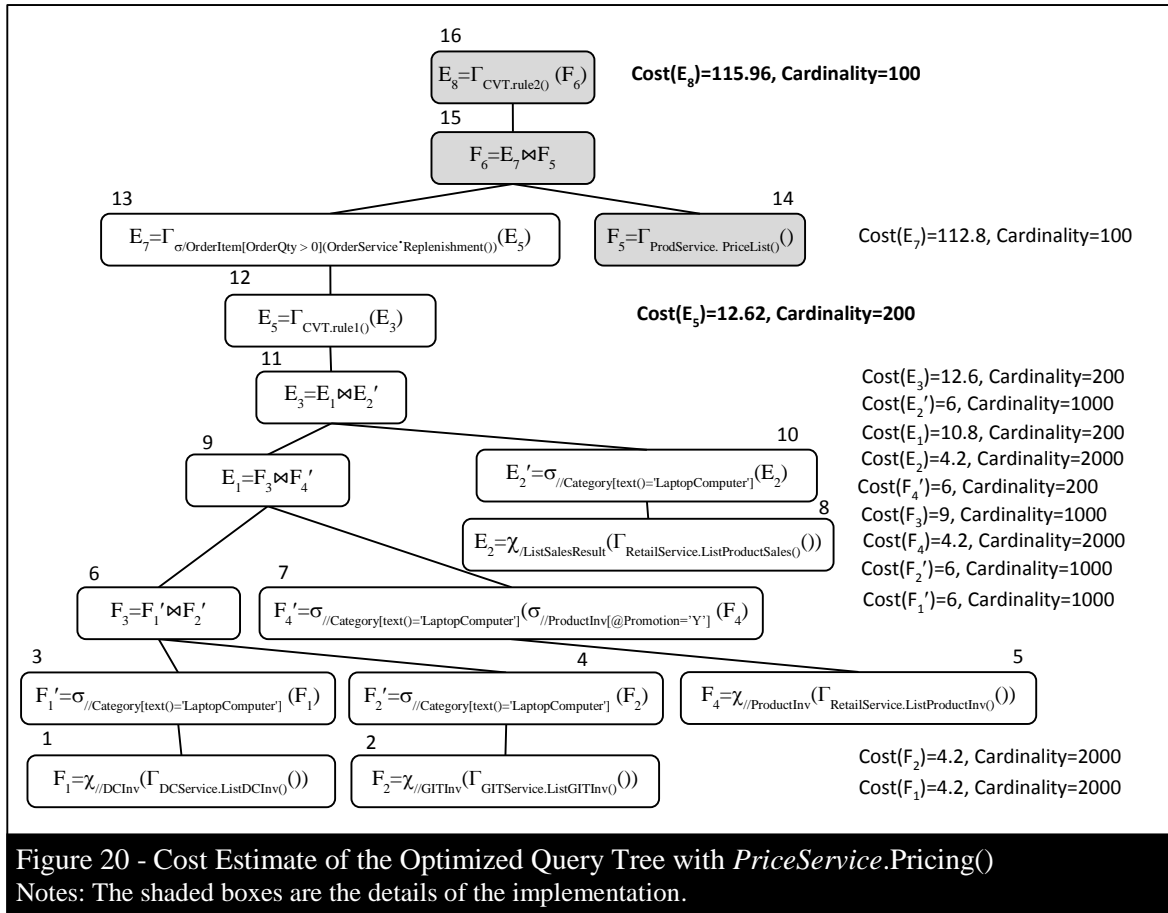 16
E₈=Γ_CVT.rule2() (F₆)
Cost(E₈)=115.96, Cardinality=100
15
F₆=E₇⋈F₅
13
14
E₇=Γ_σ/OrderItem[OrderQty > 0](OrderService·Replenishment())(E₅)
F₅=Γ_ProdService. PriceList()()
Cost(E₇)=112.8, Cardinality=100
12
E₅=Γ_CVT.rule1()(E₃)
Cost(E₅)=12.62, Cardinality=200
11
E₃=E₁⋈E₂′
Cost(E₃)=12.6, Cardinality=200
Cost(E₂′)=6, Cardinality=1000
Cost(E₁)=10.8, Cardinality=200
Cost(E₂)=4.2, Cardinality=2000
Cost(F₄′)=6, Cardinality=200
Cost(F₃)=9, Cardinality=1000
Cost(F₄)=4.2, Cardinality=2000
Cost(F₂′)=6, Cardinality=1000
Cost(F₁′)=6, Cardinality=1000
9
10
E₁=F₃⋈F₄′
E₂′=σ_//Category[text()='LaptopComputer'](E₂)
8
E₂=χ_/ListSalesResult(Γ_RetailService.ListProductSales()())
6
7
F₃=F₁′⋈F₂′
F₄′=σ_//Category[text()='LaptopComputer'](σ_//ProductInv[@Promotion=’Y’] (F₄)
3
4
5
F₁′=σ_//Category[text()='LaptopComputer'] (F₁)
F₂′=σ_//Category[text()='LaptopComputer'] (F₂)
F₄=χ_//ProductInv(Γ_RetailService.ListProductInv()())
1
2
F₁=χ_//DCInv(Γ_DCService.ListDCInv()())
F₂=χ_//GITInv(Γ_GITService.ListGITInv()())
Cost(F₂)=4.2, Cardinality=2000
Cost(F₁)=4.2, Cardinality=2000
Figure 20 - Cost Estimate of the Optimized Query Tree with PriceService.Pricing()
Notes: The shaded boxes are the details of the implementation.